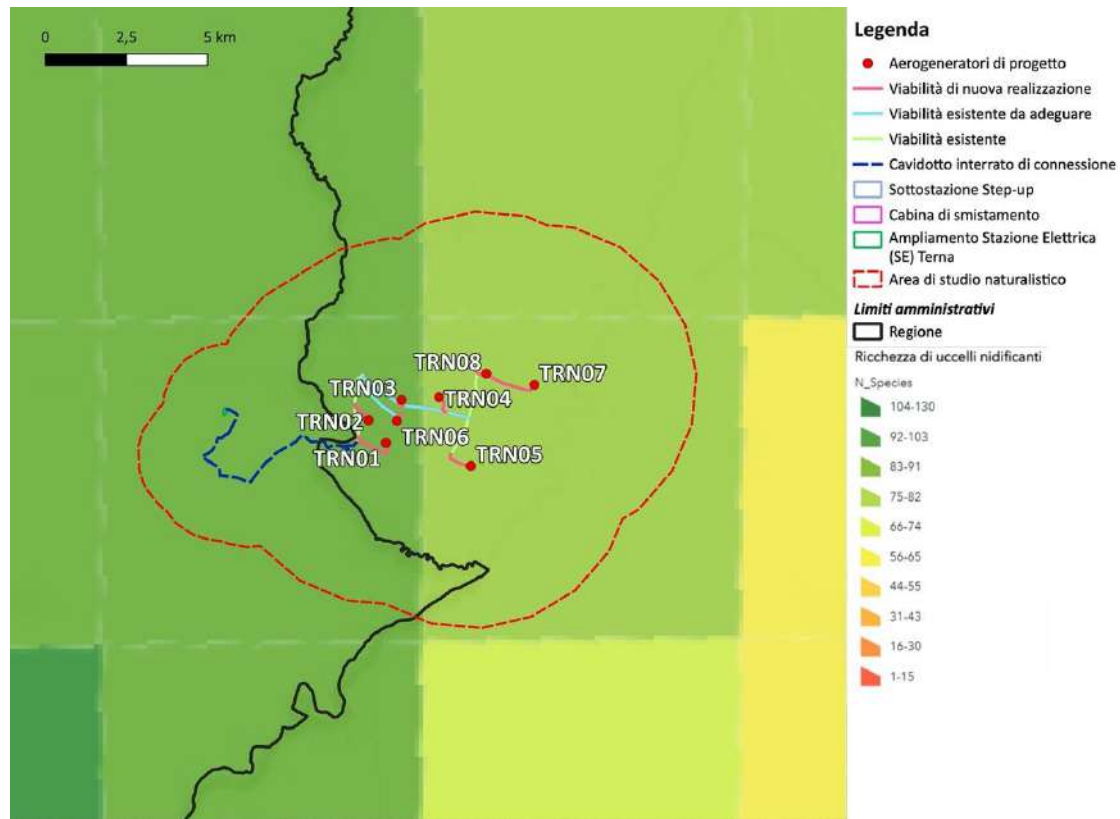 0 2,5 5 km
TRN08
TRN07
TRN03
TRN04
TRN02
TRN06
TRN01
TRN05
Legenda
Aerogeneratori di progetto
Viabilità di nuova realizzazione
Viabilità esistente da adeguare
Viabilità esistente
Cavidotto interrato di connessione
Sottostazione Step-up
Cabina di smistamento
Ampliamento Stazione Elettrica
(SE) Terna
Area di studio naturalistico
Limiti amministrativi
Regione
Ricchezza di uccelli nidificanti
N_Species
104-130
92-103
83-91
75-82
66-74
56-65
44-55
31-43
16-30
1-15